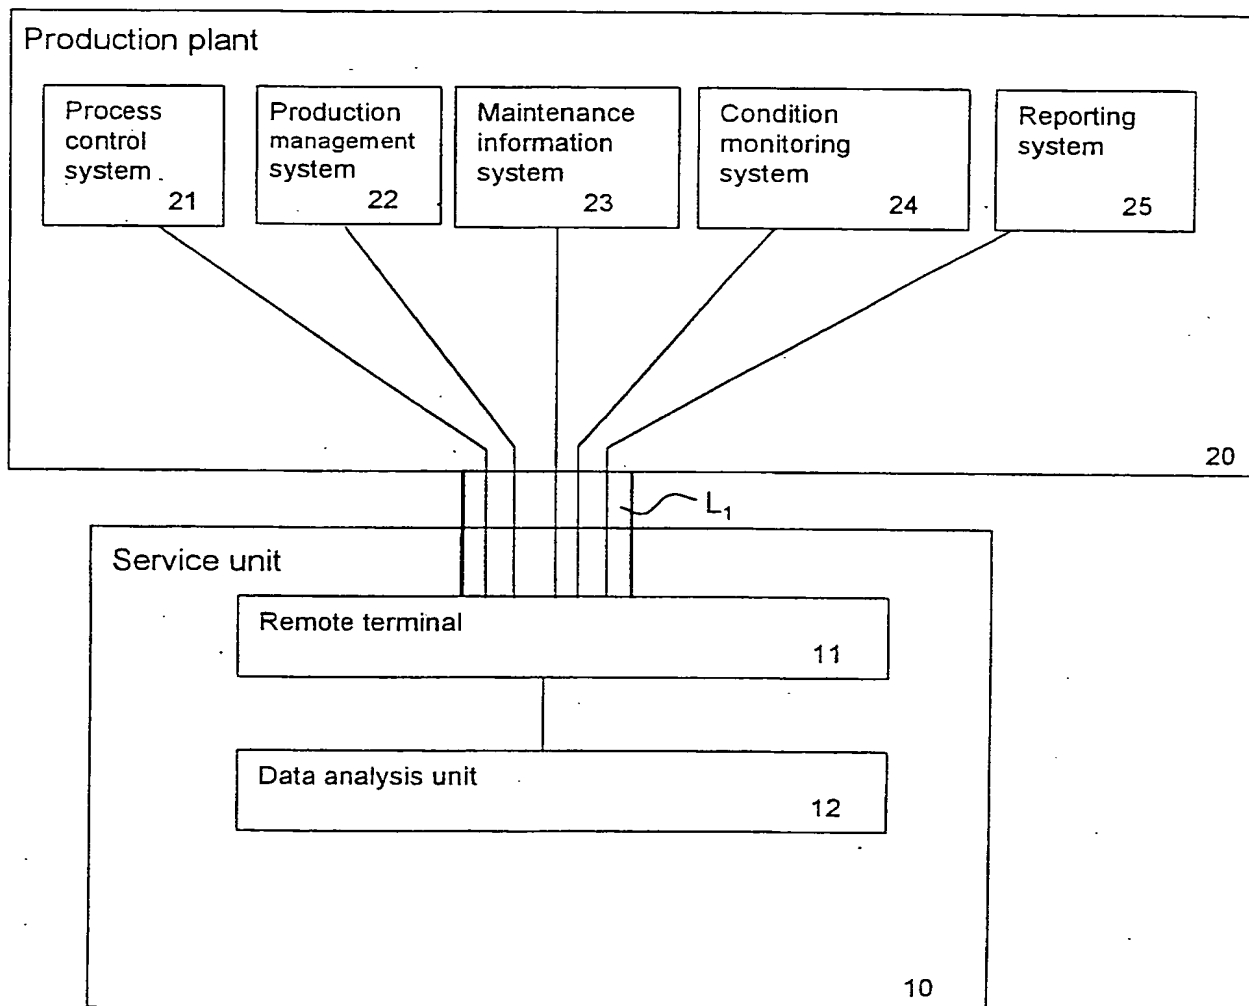 Production plant
Process
control
system
21
Production
management
system
22
Maintenance
information
system
23
Condition
monitoring
system
24
Reporting
system
25
20
L1
Service unit
Remote terminal
11
Data analysis unit
12
10